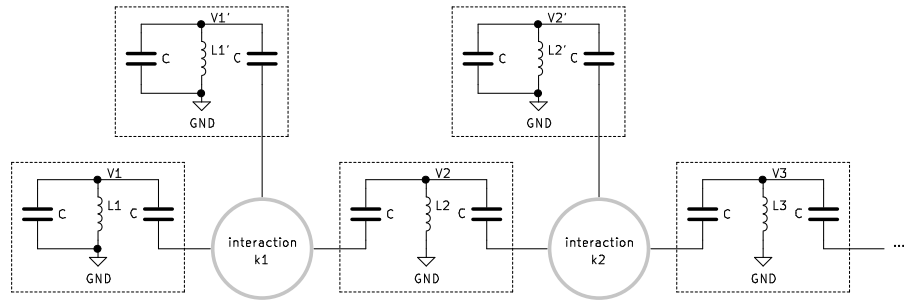 V1′
C
L1′
C
GND
V2′
C
L2′
C
GND
V1
C
L1
C
GND
interaction
k1
V2
C
L2
C
GND
interaction
k2
V3
C
L3
C
GND
...